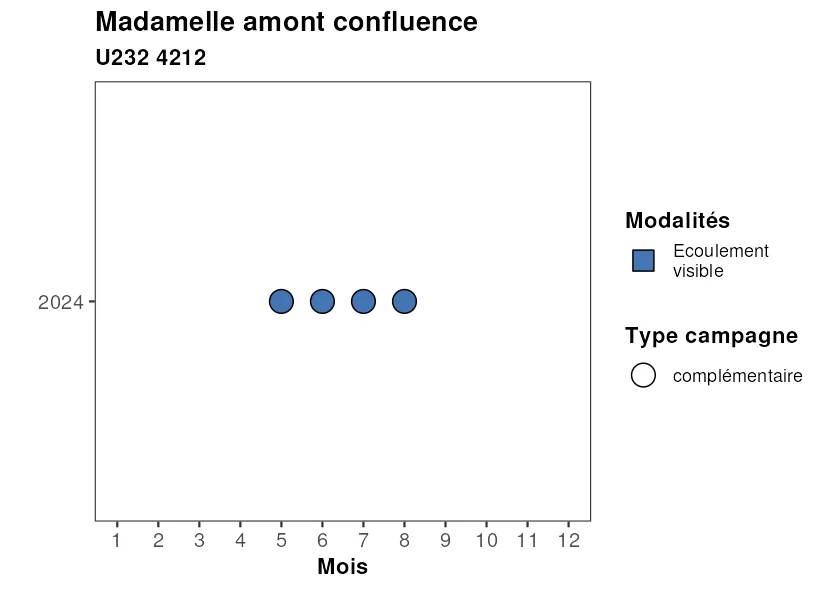 Madamelle amont confluence
U232 4212
2024
1 2 3 4 5 6 7 8 9 10 11 12
Mois
Modalités
Ecoulement
visible
Type campagne
complémentaire